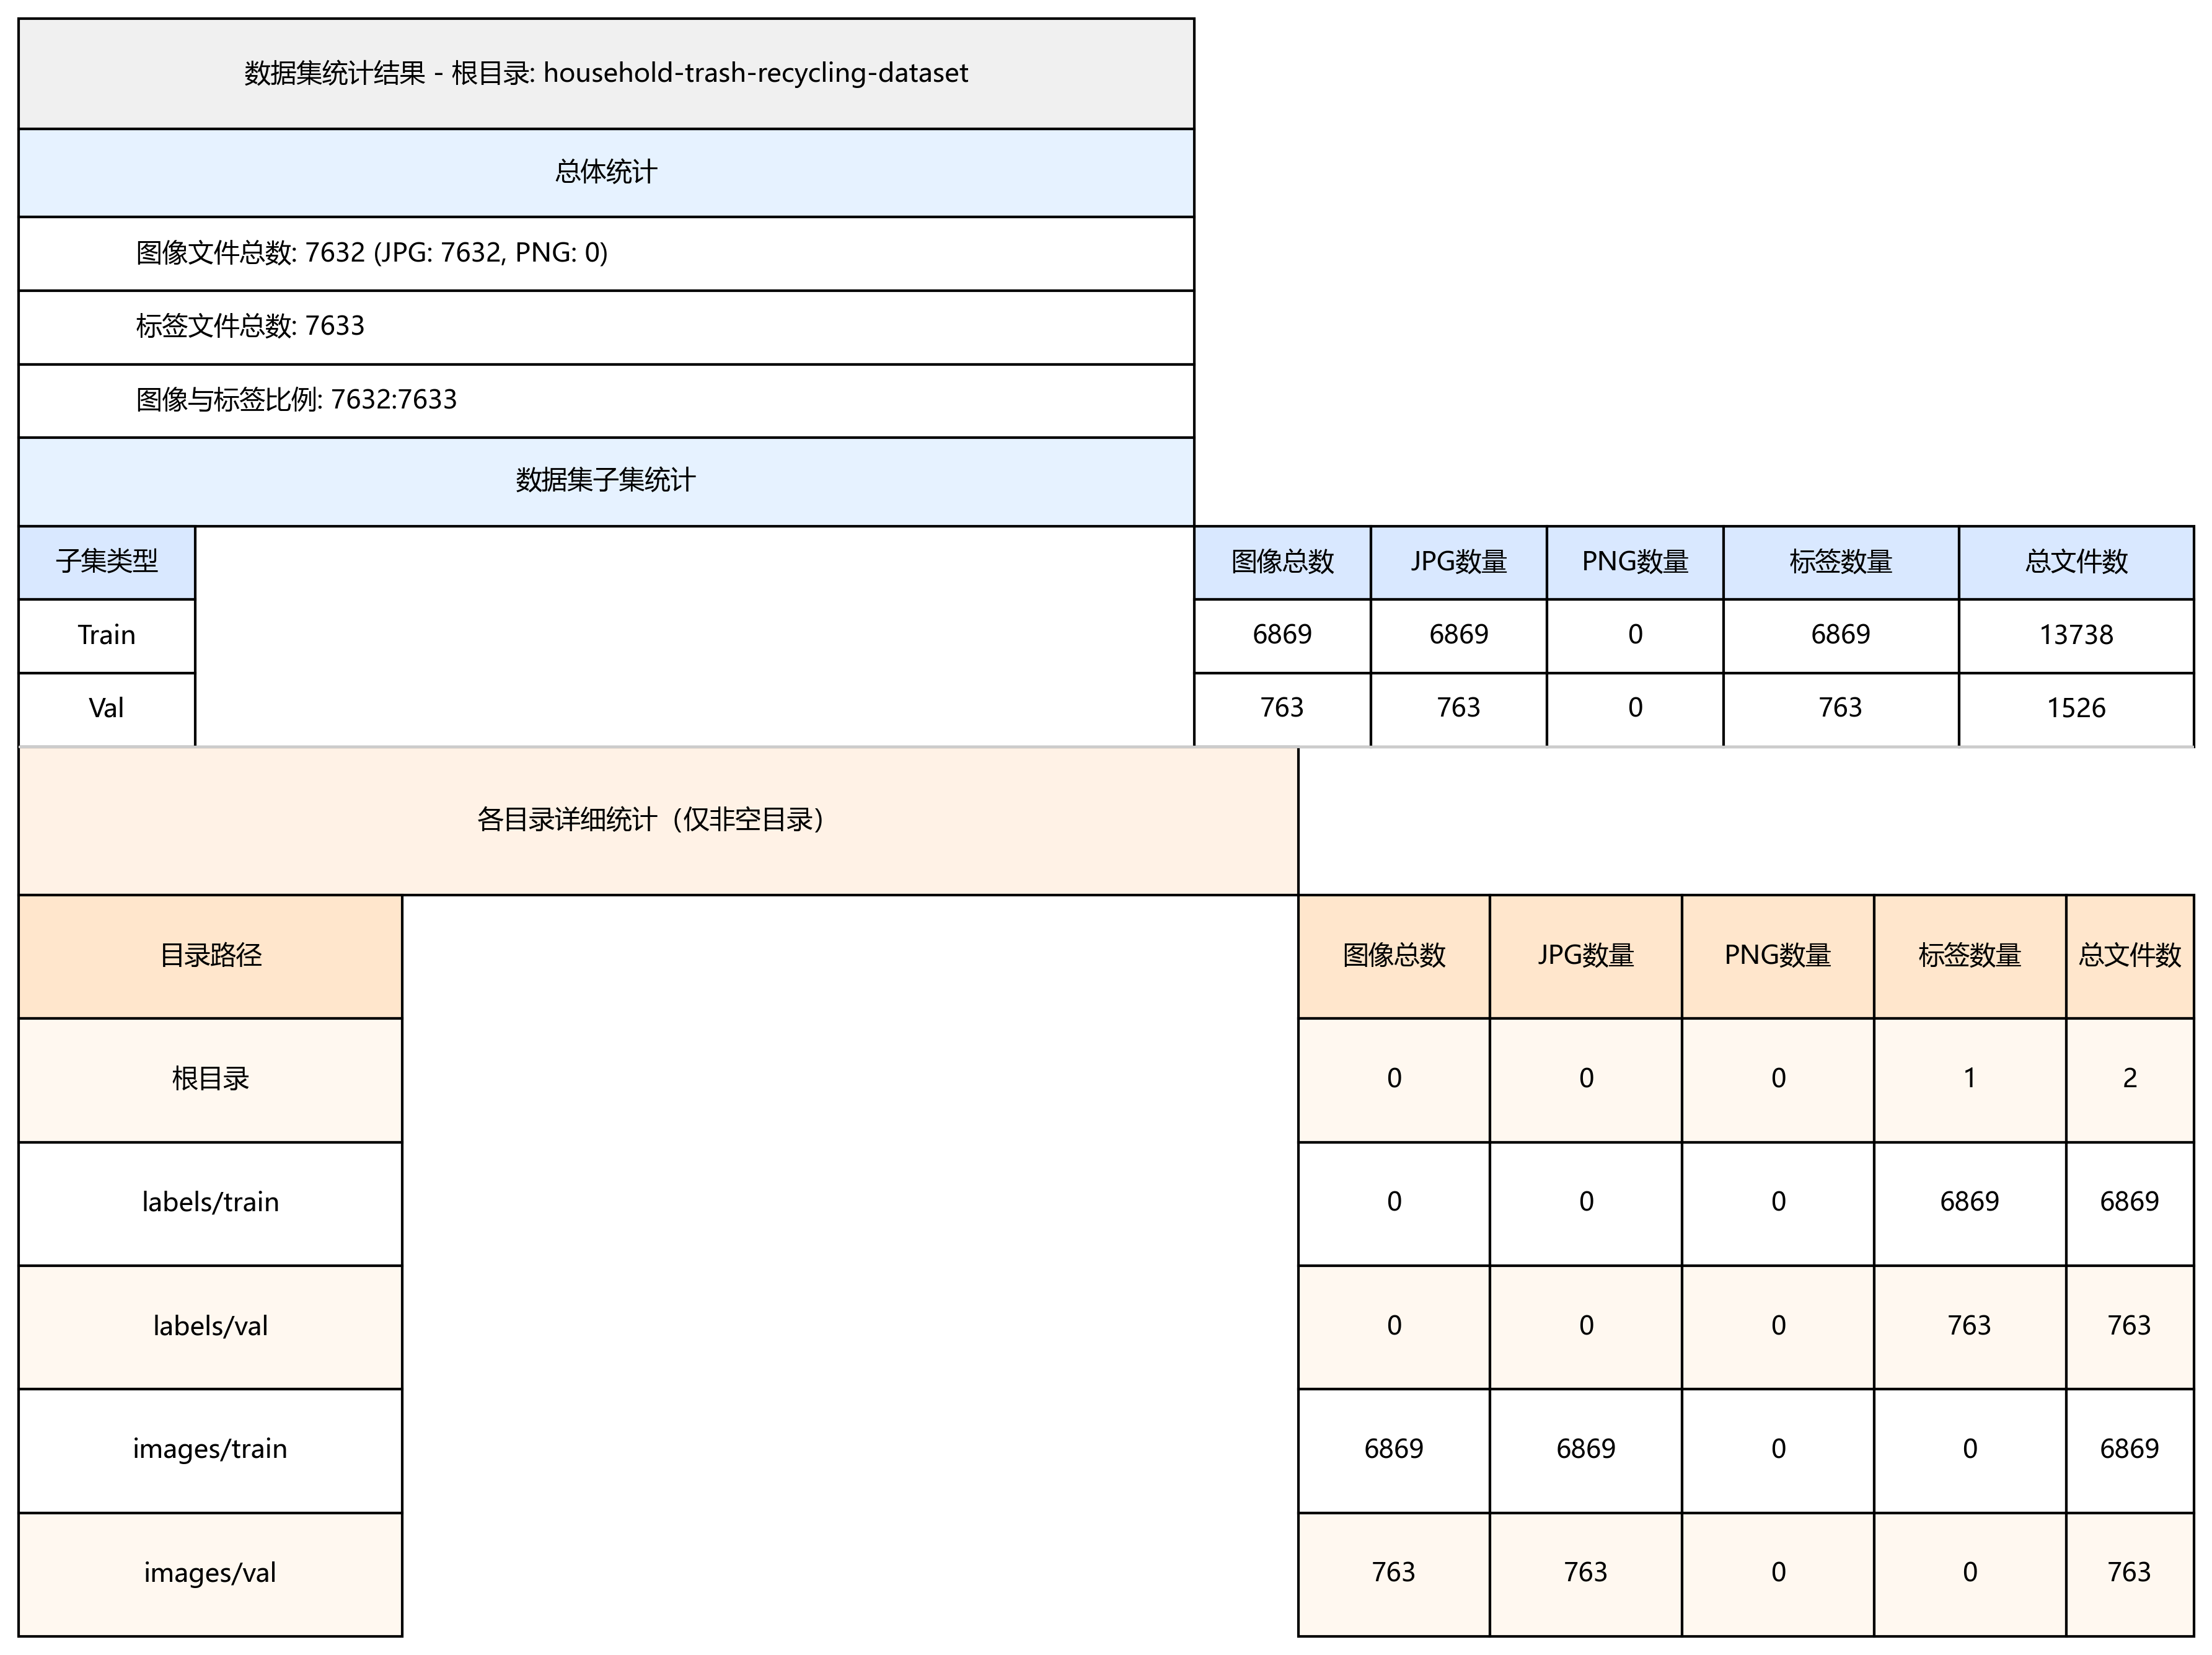 数据集统计结果 - 根目录: household-trash-recycling-dataset
总体统计
图像文件总数: 7632 (JPG: 7632, PNG: 0)
标签文件总数: 7633
图像与标签比例: 7632:7633
数据集子集统计
子集类型 图像总数 JPG数量 PNG数量 标签数量 总文件数
Train 6869 6869 0 6869 13738
Val 763 763 0 763 1526
各目录详细统计（仅非空目录）
目录路径 图像总数 JPG数量 PNG数量 标签数量 总文件数
根目录 0 0 0 1 2
labels/train 0 0 0 6869 6869
labels/val 0 0 0 763 763
images/train 6869 6869 0 0 6869
images/val 763 763 0 0 763